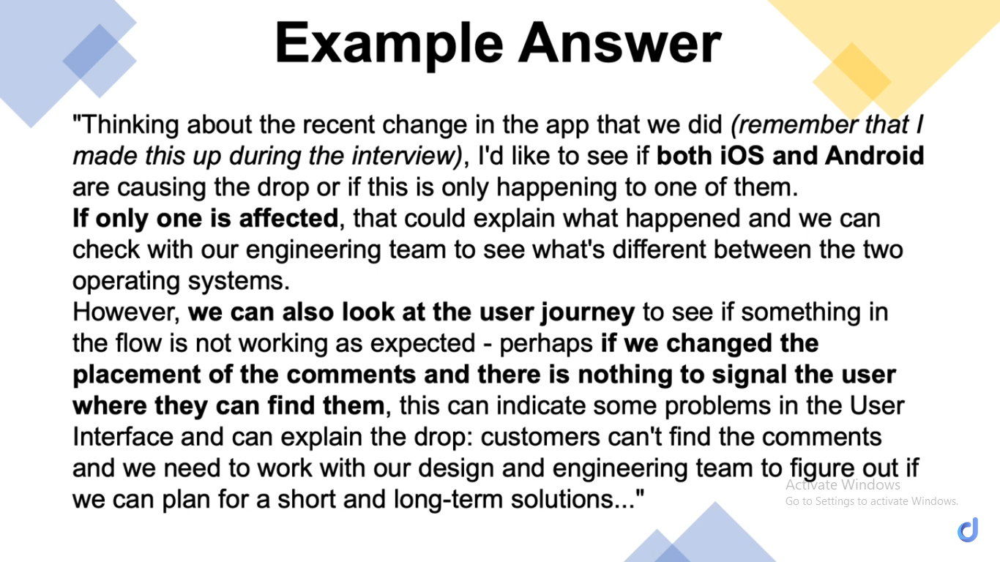 Example Answer
"Thinking about the recent change in the app that we did (remember that I
made this up during the interview), I'd like to see if both iOS and Android
are causing the drop or if this is only happening to one of them.
If only one is affected, that could explain what happened and we can
check with our engineering team to see what's different between the two
operating systems.
However, we can also look at the user journey to see if something in
the flow is not working as expected - perhaps if we changed the
placement of the comments and there is nothing to signal the user
where they can find them, this can indicate some problems in the User
Interface and can explain the drop: customers can't find the comments
and we need to work with our design and engineering team to figure out if
we can plan for a short and long-term solutions..."
Activate Windows
Go to Settings to activate Windows.